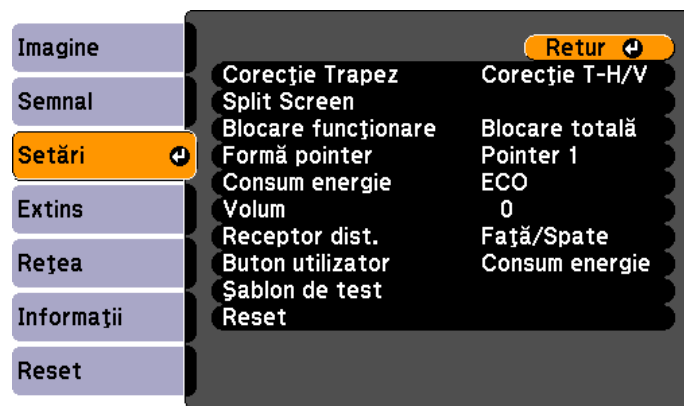 Imagine
Semnal
Setări
Extins
Reţea
Informaţii
Reset
Retur
Corecţie Trapez Corecţie T-H/V
Split Screen
Blocare funcţionare Blocare totală
Formă pointer Pointer 1
Consum energie ECO
Volum 0
Receptor dist. Faţă/Spate
Buton utilizator Consum energie
Şablon de test
Reset